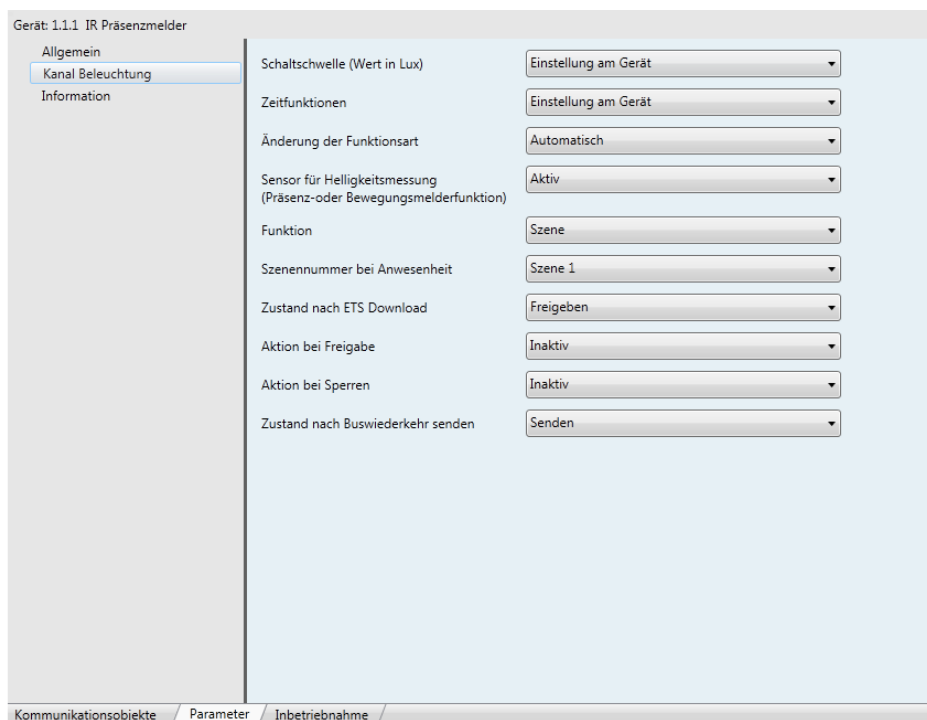 Gerät: 1.1.1 IR Präsenzmelder
Allgemein
Kanal Beleuchtung
Information
Schaltschwelle (Wert in Lux) Einstellung am Gerät
Zeitfunktionen Einstellung am Gerät
Änderung der Funktionsart Automatisch
Sensor für Helligkeitsmessung Aktiv
(Präsenz-oder Bewegungsmelderfunktion)
Funktion Szene
Szenennummer bei Anwesenheit Szene 1
Zustand nach ETS Download Freigeben
Aktion bei Freigabe Inaktiv
Aktion bei Sperren Inaktiv
Zustand nach Buswiederkehr senden Senden
Kommunikationsobjekte Parameter Inbetriebnahme